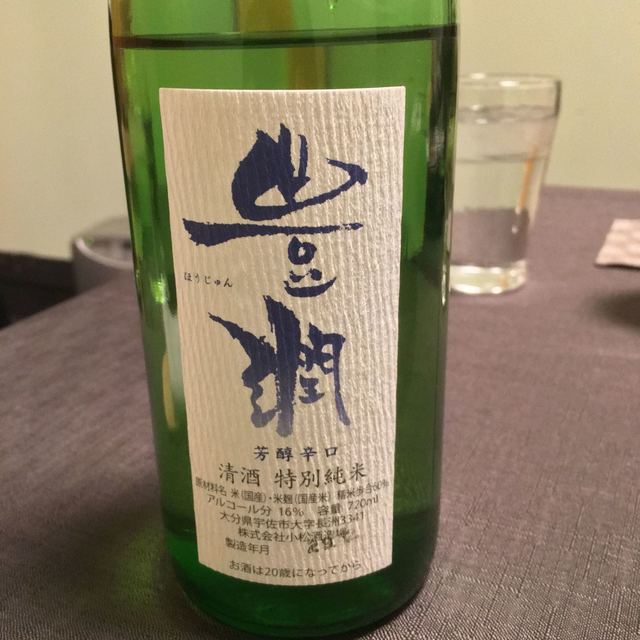 豊潤
ほうじゅん
芳醇辛口
清酒 特別純米
原材料名 米(国産)・米麹(国産米) 精米歩合60%
アルコール分 16% 容量 720ml
大分県宇佐市大字長洲3341
株式会社小松酒造場
製造年月
お酒は20歳になってから